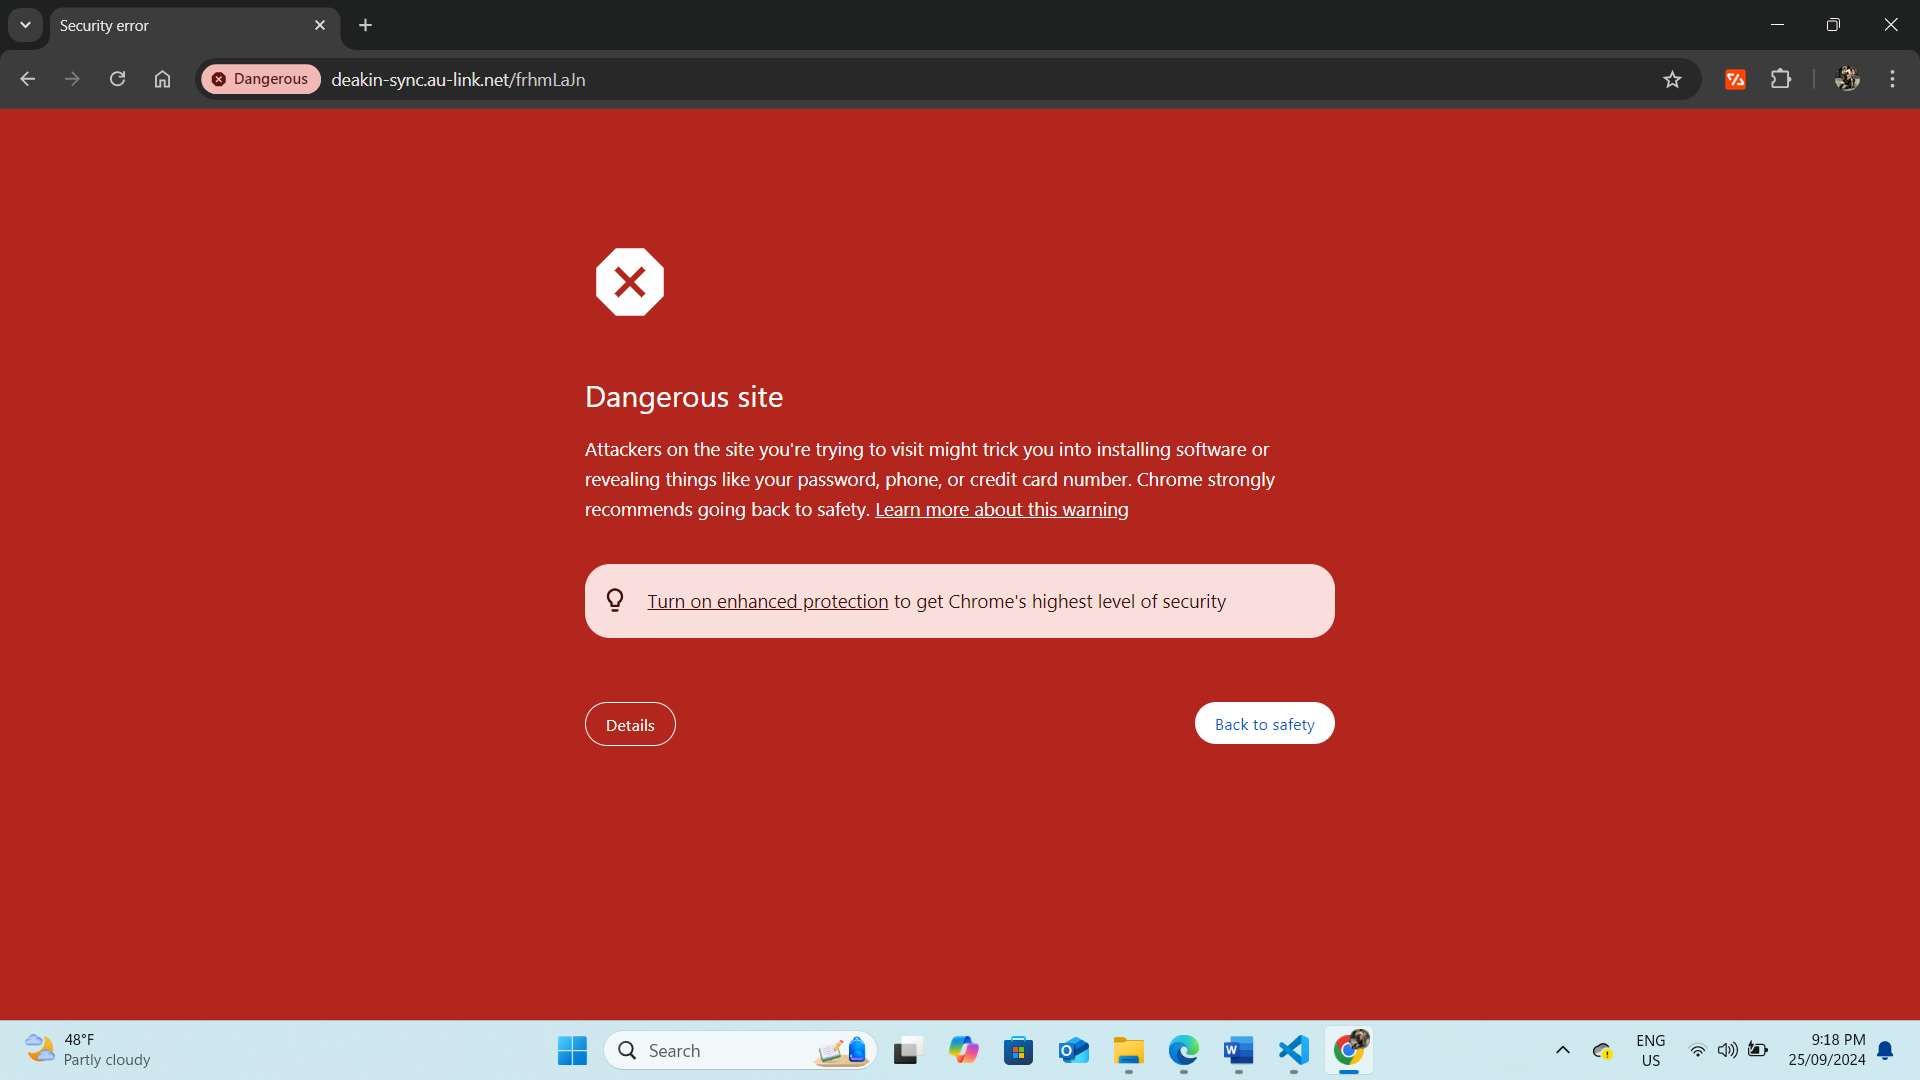 Security error
Dangerous
deakin-sync.au-link.net/frhmLaJn
Dangerous site
Attackers on the site you're trying to visit might trick you into installing software or
revealing things like your password, phone, or credit card number. Chrome strongly
recommends going back to safety. Learn more about this warning
Turn on enhanced protection to get Chrome's highest level of security
Details
Back to safety
48°F
Partly cloudy
Search
ENG
US
9:18 PM
25/09/2024